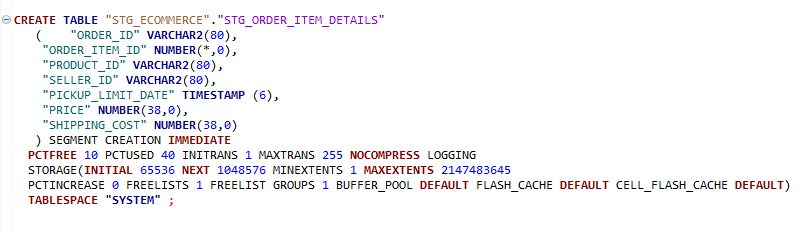 CREATE TABLE "STG_ECOMMERCE"."STG_ORDER_ITEM_DETAILS"
( "ORDER_ID" VARCHAR2(80),
"ORDER_ITEM_ID" NUMBER(*,0),
"PRODUCT_ID" VARCHAR2(80),
"SELLER_ID" VARCHAR2(80),
"PICKUP_LIMIT_DATE" TIMESTAMP (6),
"PRICE" NUMBER(38,0),
"SHIPPING_COST" NUMBER(38,0)
) SEGMENT CREATION IMMEDIATE
PCTFREE 10 PCTUSED 40 INITRANS 1 MAXTRANS 255 NOCOMPRESS LOGGING
STORAGE(INITIAL 65536 NEXT 1048576 MINEXTENTS 1 MAXEXTENTS 2147483645
PCTINCREASE 0 FREELISTS 1 FREELIST GROUPS 1 BUFFER_POOL DEFAULT FLASH_CACHE DEFAULT CELL_FLASH_CACHE DEFAULT)
TABLESPACE "SYSTEM" ;